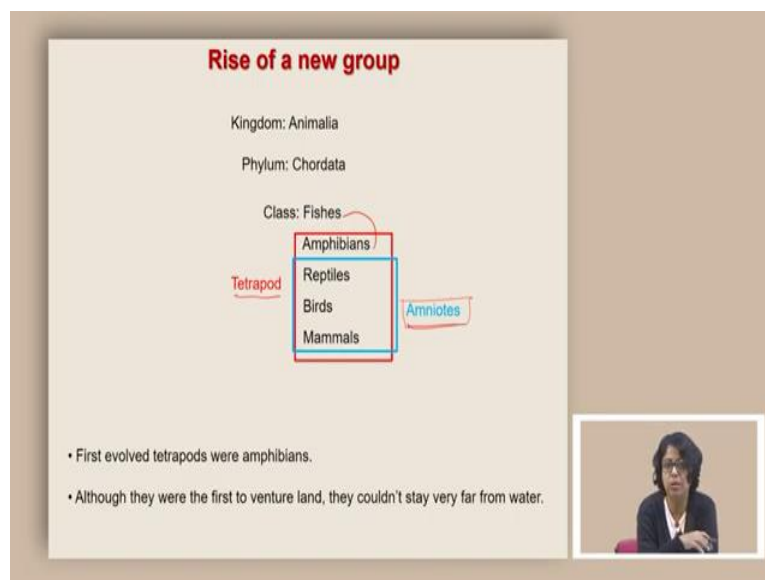 Rise of a new group
Kingdom: Animalia
Phylum: Chordata
Class: Fishes
Amphibians
Tetrapod
Reptiles
Birds
Amniotes
Mammals
• First evolved tetrapods were amphibians.
• Although they were the first to venture land, they couldn't stay very far from water.